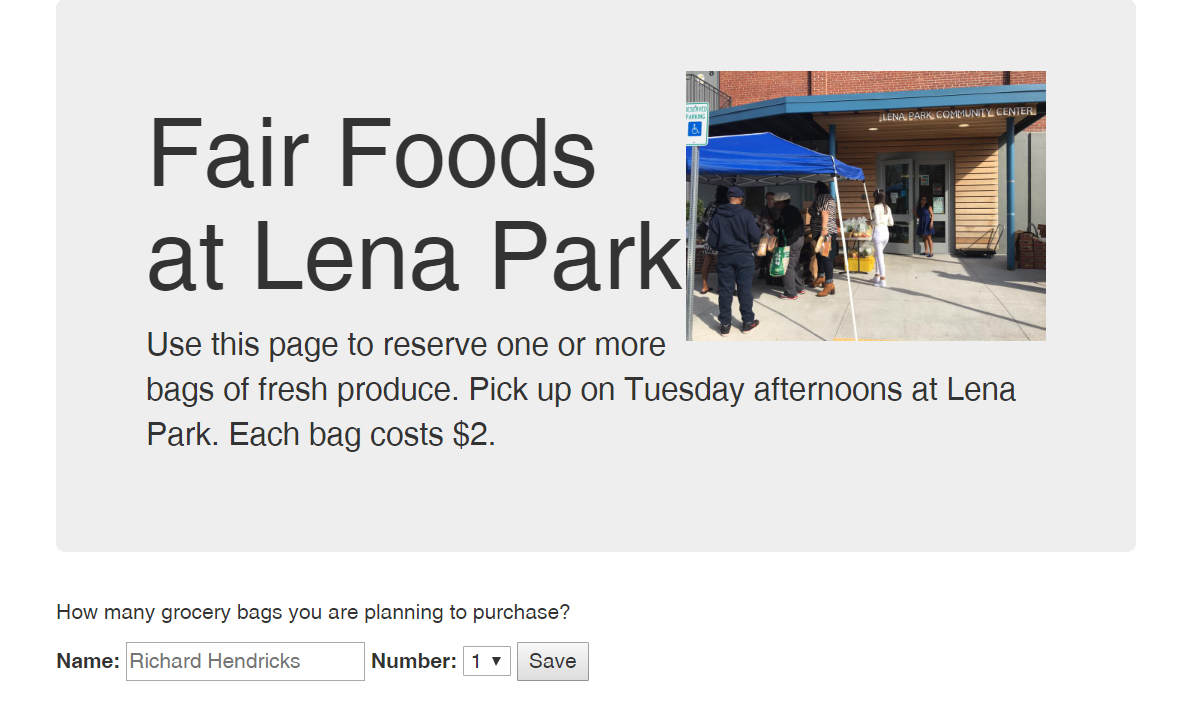 Fair Foods
at Lena Park
RESERVED
PARKING
LENA PARK COMMUNITY CENTER
Use this page to reserve one or more
bags of fresh produce. Pick up on Tuesday afternoons at Lena
Park. Each bag costs $2.
How many grocery bags you are planning to purchase?
Name: Richard Hendricks Number: 1 Save